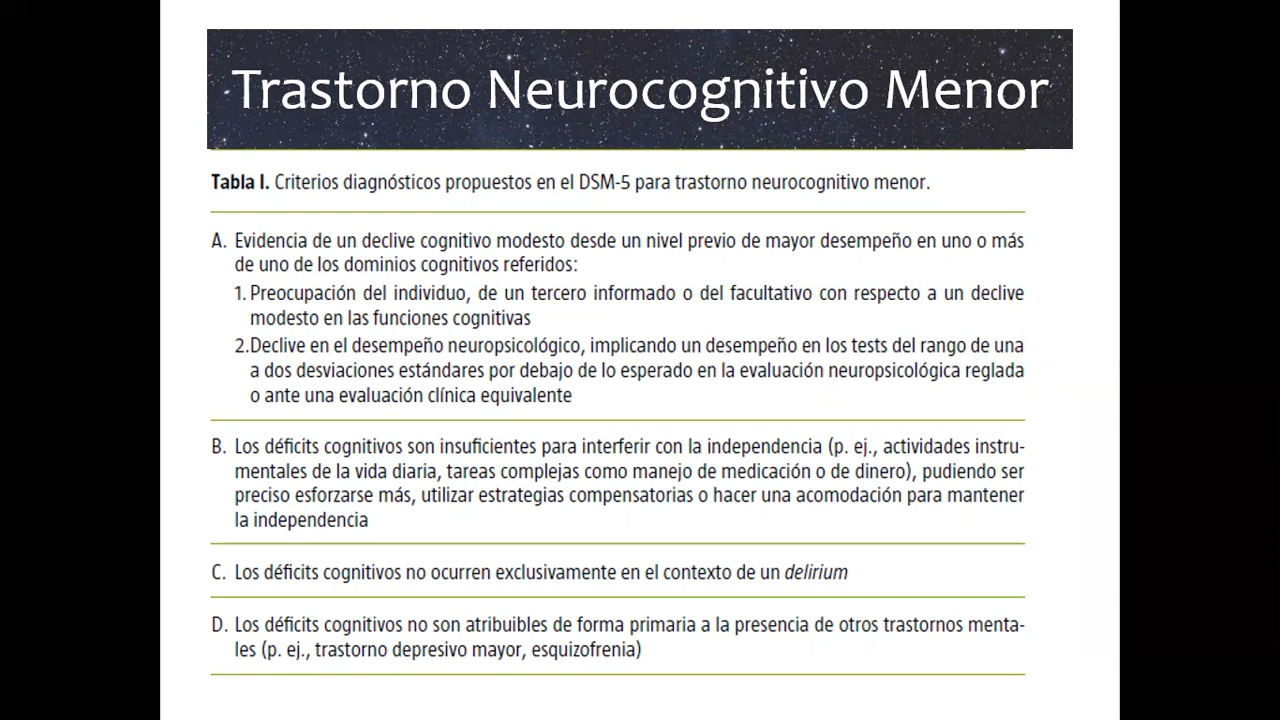 Trastorno Neurocognitivo Menor
Tabla I. Criterios diagnósticos propuestos en el DSM-5 para trastorno neurocognitivo menor.
A. Evidencia de un declive cognitivo modesto desde un nivel previo de mayor desempeño en uno o más
de uno de los dominios cognitivos referidos:
1. Preocupación del individuo, de un tercero informado o del facultativo con respecto a un declive
modesto en las funciones cognitivas
2.Declive en el desempeño neuropsicológico, implicando un desempeño en los tests del rango de una
a dos desviaciones estándares por debajo de lo esperado en la evaluación neuropsicológica reglada
o ante una evaluación clínica equivalente
B. Los déficits cognitivos son insuficientes para interferir con la independencia (p. ej., actividades instru-
mentales de la vida diaria, tareas complejas como manejo de medicación o de dinero), pudiendo ser
preciso esforzarse más, utilizar estrategias compensatorias o hacer una acomodación para mantener
la independencia
C. Los déficits cognitivos no ocurren exclusivamente en el contexto de un delirium
D. Los déficits cognitivos no son atribuibles de forma primaria a la presencia de otros trastornos menta-
les (p. ej., trastorno depresivo mayor, esquizofrenia)